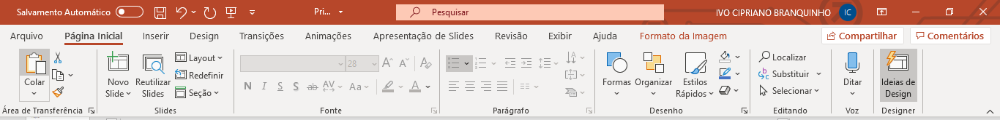 Salvamento Automático Pri... Pesquisar IVO CIPRIANO BRANQUINHO IC
Arquivo Página Inicial Inserir Design Transições Animações Apresentação de Slides Revisão Exibir Ajuda Formato da Imagem Compartilhar Comentários
Colar
Novo Slide
Reutilizar Slides
Layout
Redefinir
Seção
28
N I S S ab AV Aa A
Formas
Organizar
Estilos Rápidos
Localizar
Substituir
Selecionar
Ditar
Ideias de Design
Área de Transferência Slides Fonte Parágrafo Desenho Editando Voz Designer